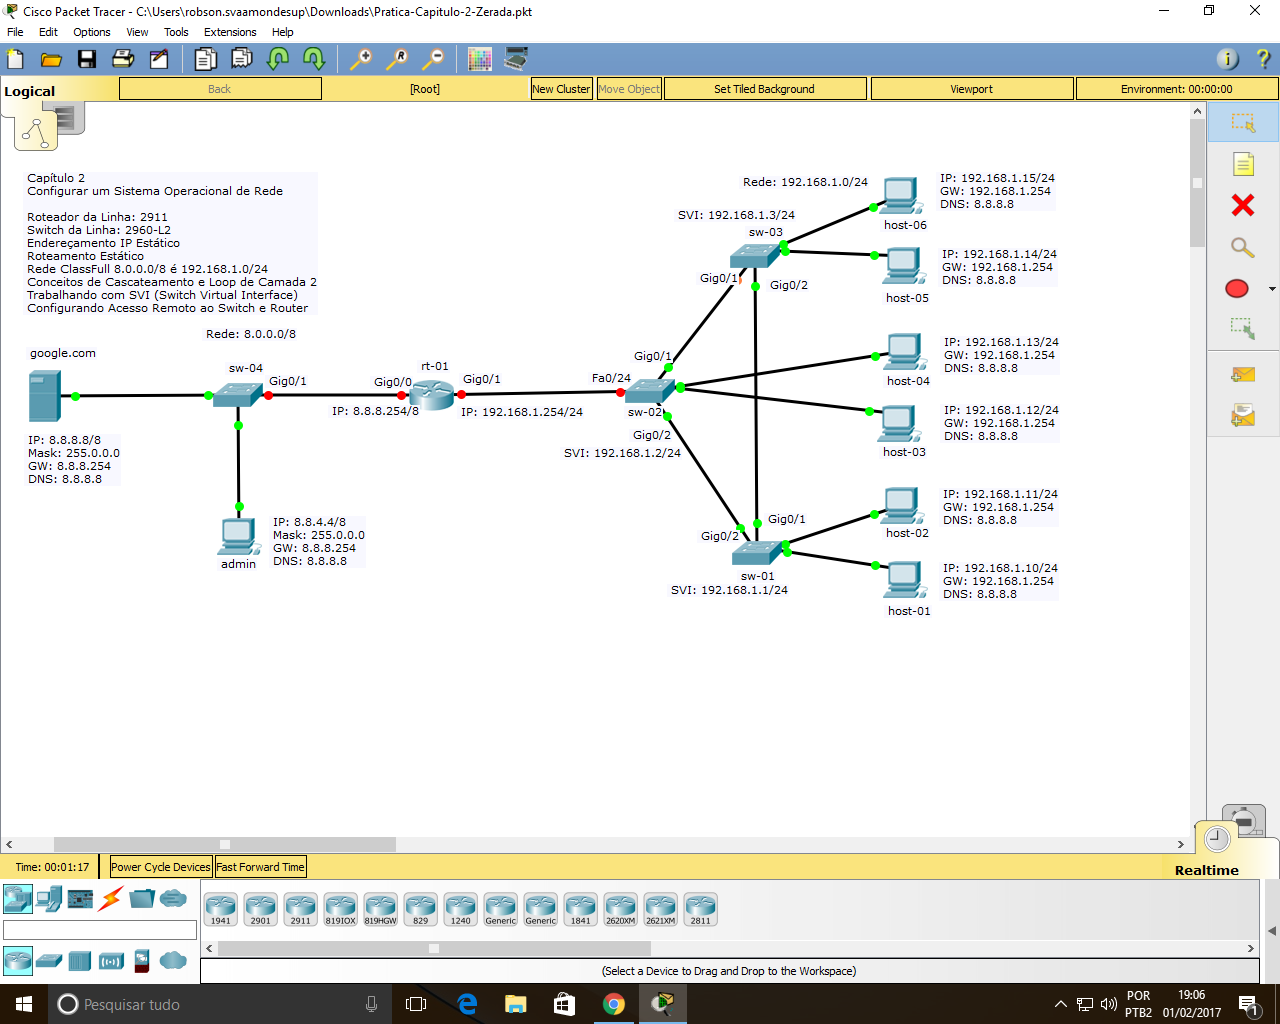 Cisco Packet Tracer - C:\Users\robson.svaamondesup\Downloads\Pratica-Capitulo-2-Zerada.pkt
File Edit Options View Tools Extensions Help
Logical
Back
[Root]
New Cluster
Move Object
Set Tiled Background
Viewport
Environment: 00:00:00
Capítulo 2
Configurar um Sistema Operacional de Rede
Roteador da Linha: 2911
Switch da Linha: 2960-L2
Endereçamento IP Estático
Roteamento Estático
Rede ClassFull 8.0.0.0/8 é 192.168.1.0/24
Conceitos de Cascateamento e Loop de Camada 2
Trabalhando com SVI (Switch Virtual Interface)
Configurando Acesso Remoto ao Switch e Router
Rede: 8.0.0.0/8
google.com
sw-04
Gig0/1
IP: 8.8.8.8/8
Mask: 255.0.0.0
GW: 8.8.8.254
DNS: 8.8.8.8
IP: 8.8.4.4/8
Mask: 255.0.0.0
GW: 8.8.8.254
DNS: 8.8.8.8
admin
rt-01
Gig0/0
Gig0/1
IP: 8.8.8.254/8
IP: 192.168.1.254/24
Rede: 192.168.1.0/24
SVI: 192.168.1.3/24
sw-03
Gig0/1
Gig0/2
Gig0/1
Fa0/24
sw-02
Gig0/2
SVI: 192.168.1.2/24
Gig0/1
Gig0/2
sw-01
SVI: 192.168.1.1/24
IP: 192.168.1.15/24
GW: 192.168.1.254
DNS: 8.8.8.8
host-06
IP: 192.168.1.14/24
GW: 192.168.1.254
DNS: 8.8.8.8
host-05
IP: 192.168.1.13/24
GW: 192.168.1.254
DNS: 8.8.8.8
host-04
IP: 192.168.1.12/24
GW: 192.168.1.254
DNS: 8.8.8.8
host-03
IP: 192.168.1.11/24
GW: 192.168.1.254
DNS: 8.8.8.8
host-02
IP: 192.168.1.10/24
GW: 192.168.1.254
DNS: 8.8.8.8
host-01
Time: 00:01:17
Power Cycle Devices
Fast Forward Time
Realtime
1941 2901 2911 819IOX 819HGW 829 1240 Generic Generic 1841 2620XM 2621XM 2811
(Select a Device to Drag and Drop to the Workspace)
Pesquisar tudo
POR
PTB2
19:06
01/02/2017
1